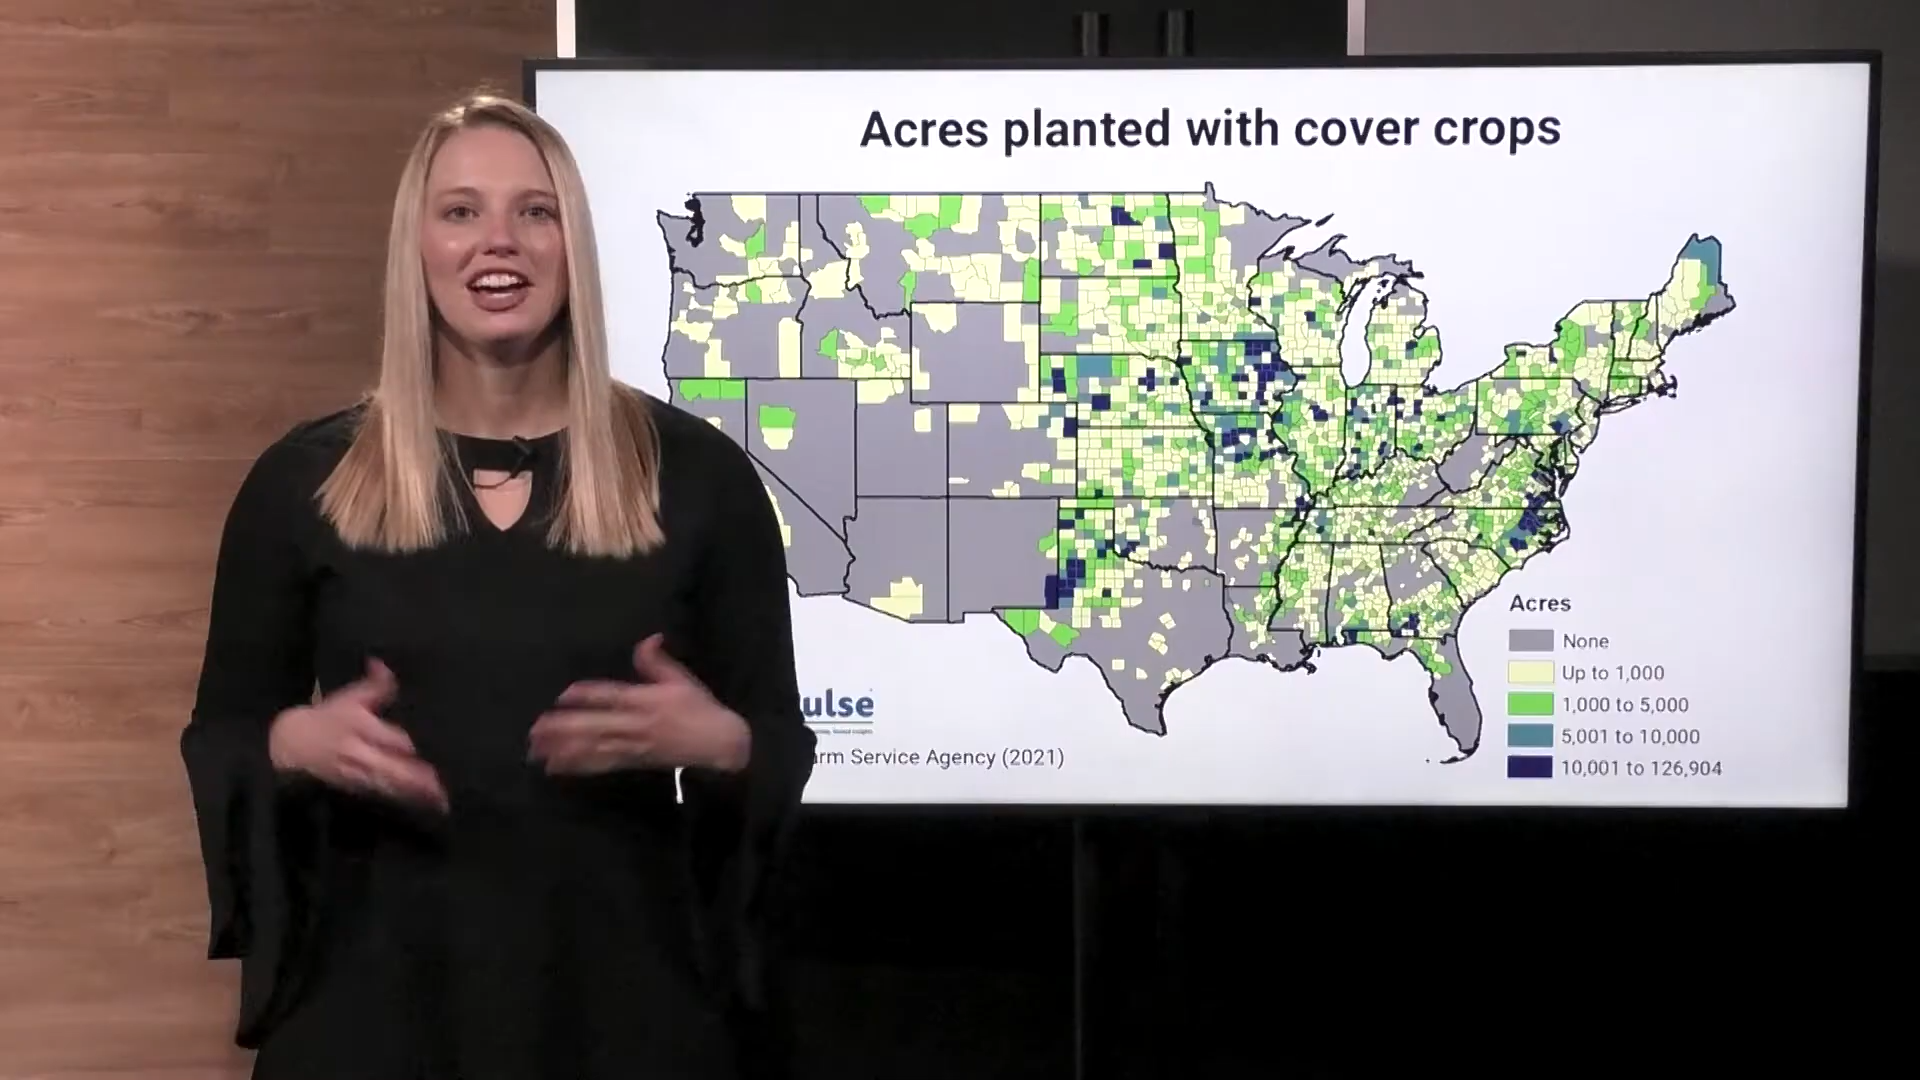 Acres planted with cover crops
Acres
None
Up to 1,000
1,000 to 5,000
5,001 to 10,000
10,001 to 126,904
ulse
arm Service Agency (2021)